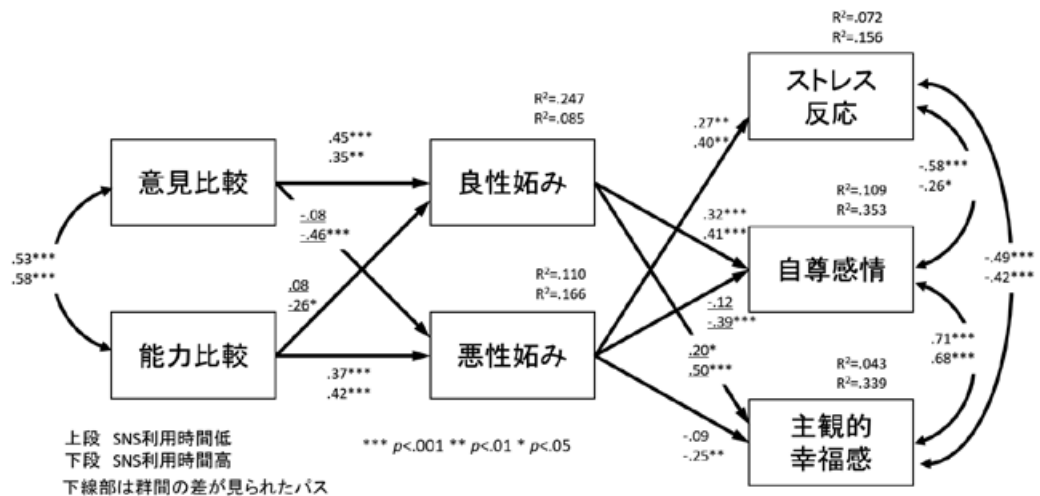 R²=.072
R²=.156
ストレス
反応
R²=.247
R²=.085
.27**
.40**
.45***
.35**
意見比較
良性妬み
-.58***
-.26*
R²=.109
R²=.353
-.08
-.46***
.32***
.41***
.53***
.58***
自尊感情
-.49***
-.42***
R²=.110
R²=.166
.08
-26*
-.12
-.39***
能力比較
悪性妬み
.71***
.68***
.20*
.50***
.37***
.42***
R²=.043
R²=.339
主観的
幸福感
-.09
-.25**
上段 SNS利用時間低
下段 SNS利用時間高
*** p<.001 ** p<.01 * p<.05
下線部は群間の差が見られたパス